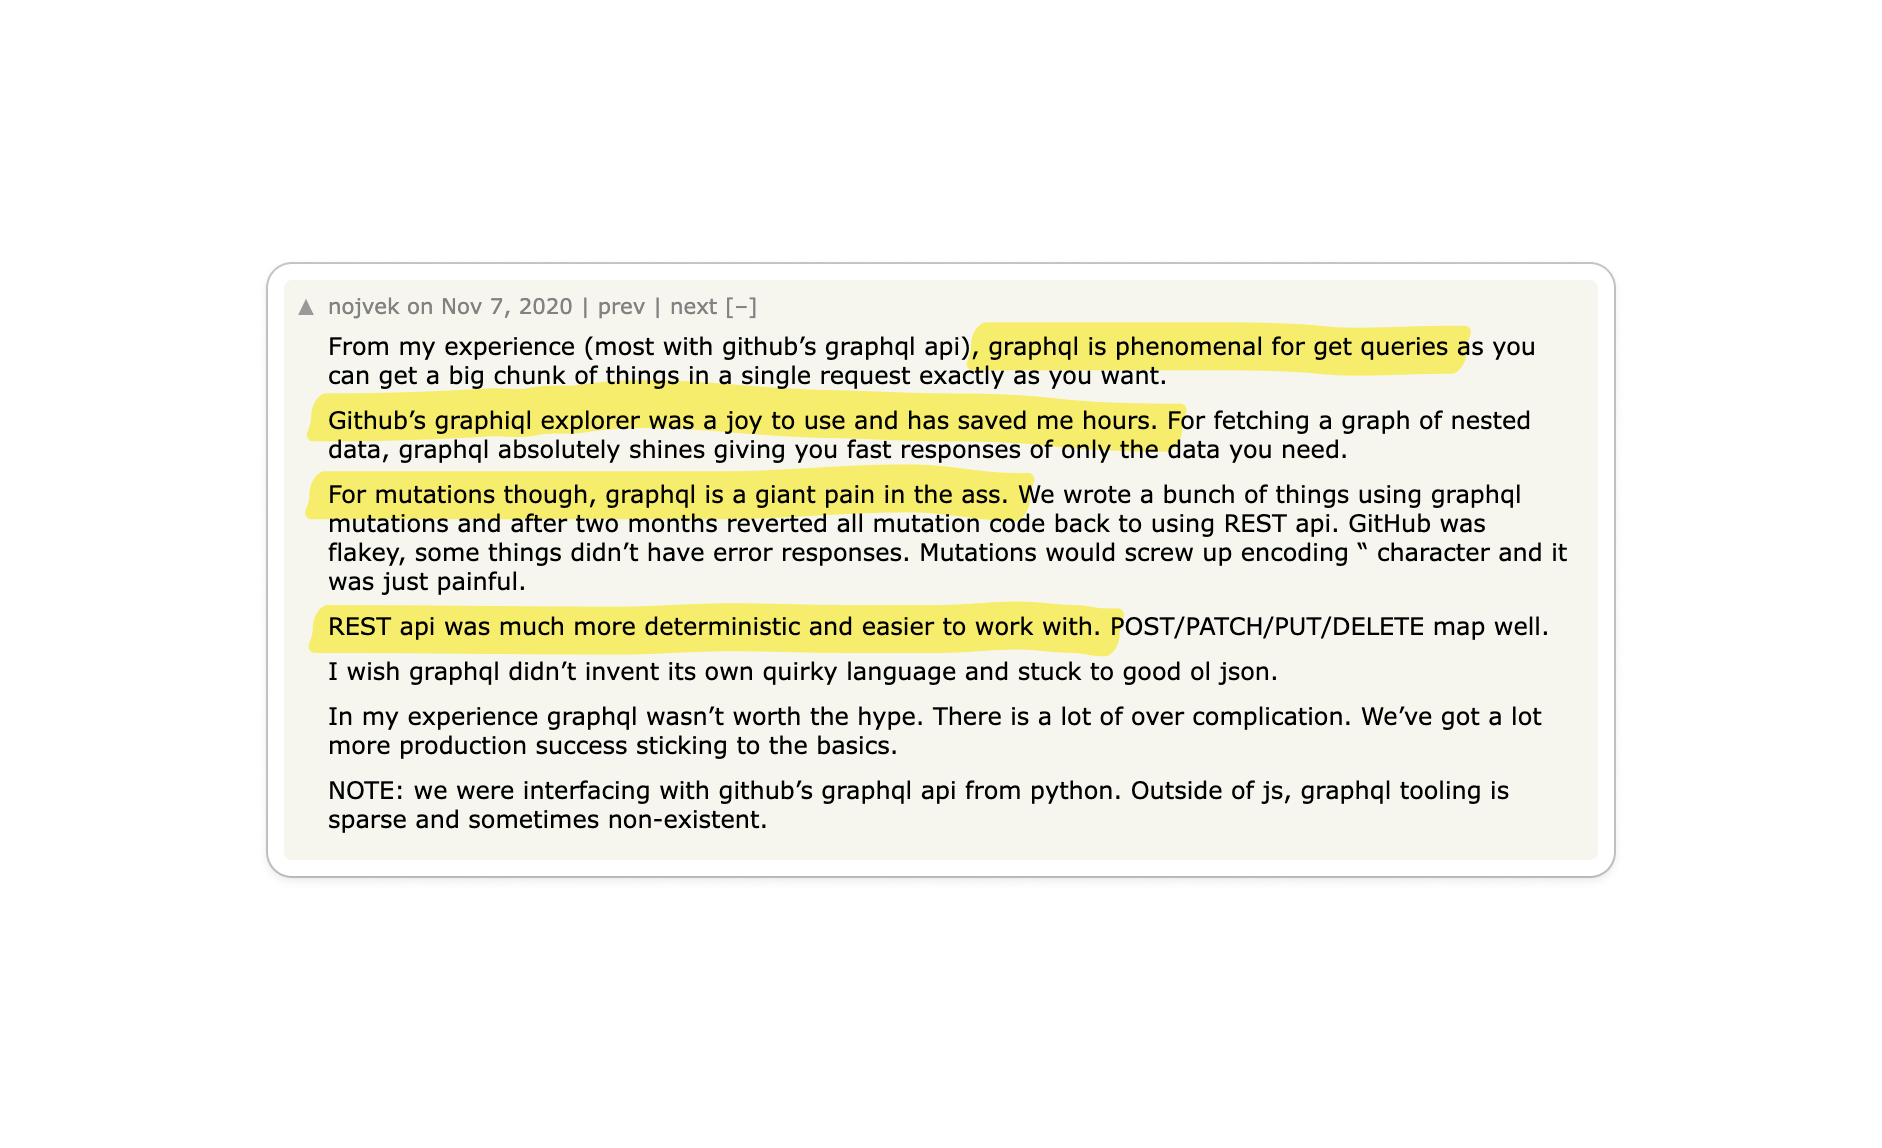 ▲ nojvek on Nov 7, 2020 | prev | next [–]
From my experience (most with github’s graphql api), graphql is phenomenal for get queries as you
can get a big chunk of things in a single request exactly as you want.
Github’s graphiql explorer was a joy to use and has saved me hours. For fetching a graph of nested
data, graphql absolutely shines giving you fast responses of only the data you need.
For mutations though, graphql is a giant pain in the ass. We wrote a bunch of things using graphql
mutations and after two months reverted all mutation code back to using REST api. GitHub was
flakey, some things didn’t have error responses. Mutations would screw up encoding “ character and it
was just painful.
REST api was much more deterministic and easier to work with. POST/PATCH/PUT/DELETE map well.
I wish graphql didn’t invent its own quirky language and stuck to good ol json.
In my experience graphql wasn’t worth the hype. There is a lot of over complication. We’ve got a lot
more production success sticking to the basics.
NOTE: we were interfacing with github’s graphql api from python. Outside of js, graphql tooling is
sparse and sometimes non-existent.